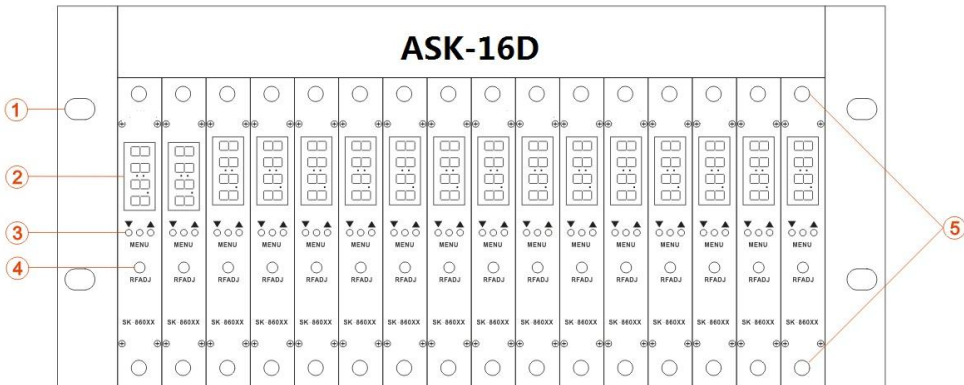 ASK-16D
1
2
3 5
MENU MENU MENU MENU MENU MENU MENU MENU MENU MENU MENU MENU MENU MENU MENU MENU
4
RFADJ RFADJ RFADJ RFADJ RFADJ RFADJ RFADJ RFADJ RFADJ RFADJ RFADJ RFADJ RFADJ RFADJ RFADJ RFADJ
SK-860XX SK-860XX SK-860XX SK-860XX SK-860XX SK-860XX SK-860XX SK-860XX SK-860XX SK-860XX SK-860XX SK-860XX SK-860XX SK-860XX SK-860XX SK-860XX